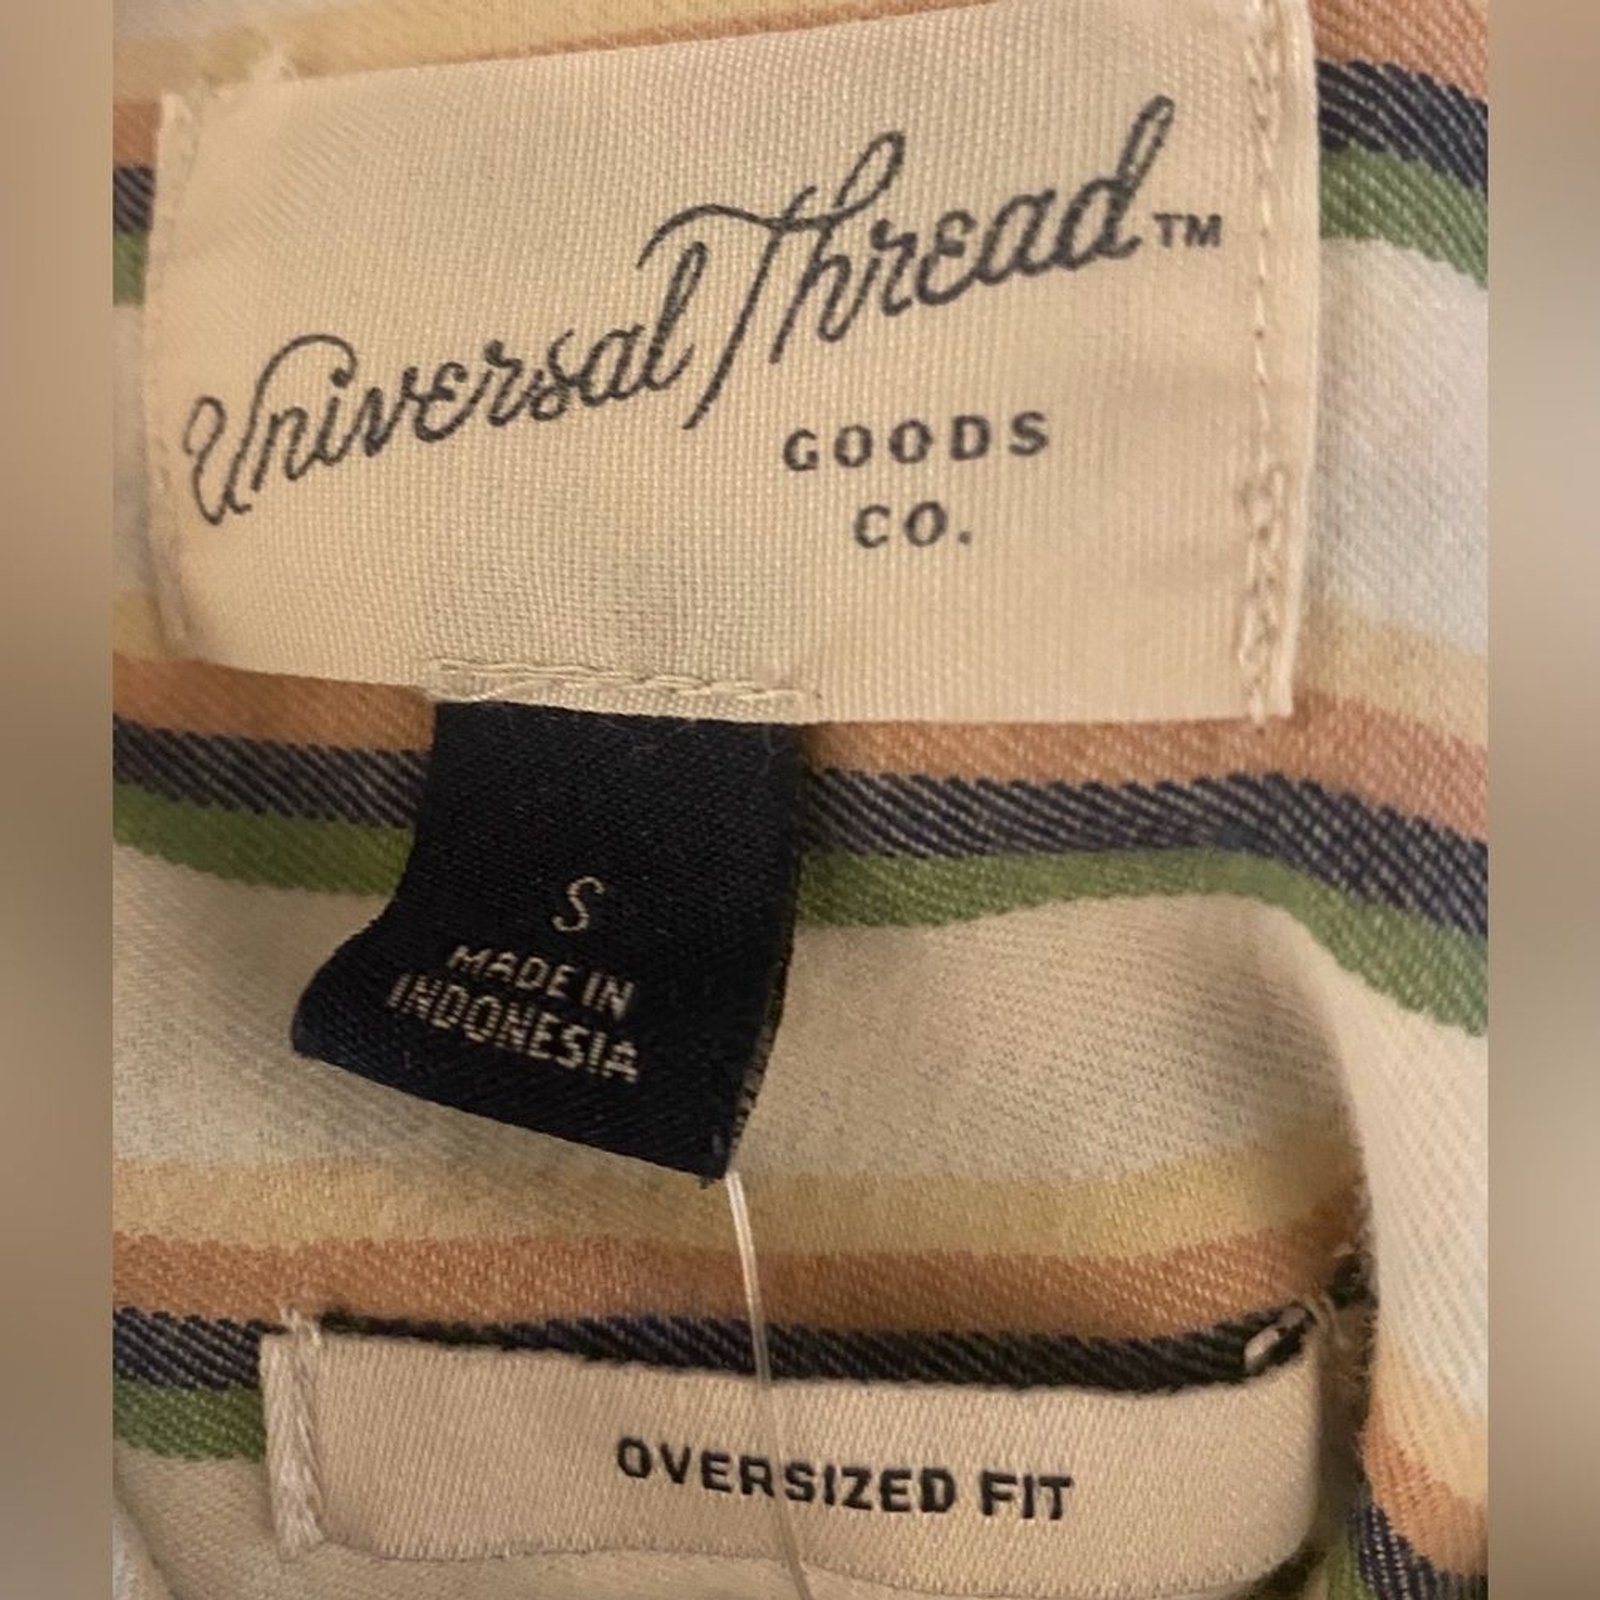 Universal Thread™
GOODS
CO.
S
MADE IN
INDONESIA
OVERSIZED FIT